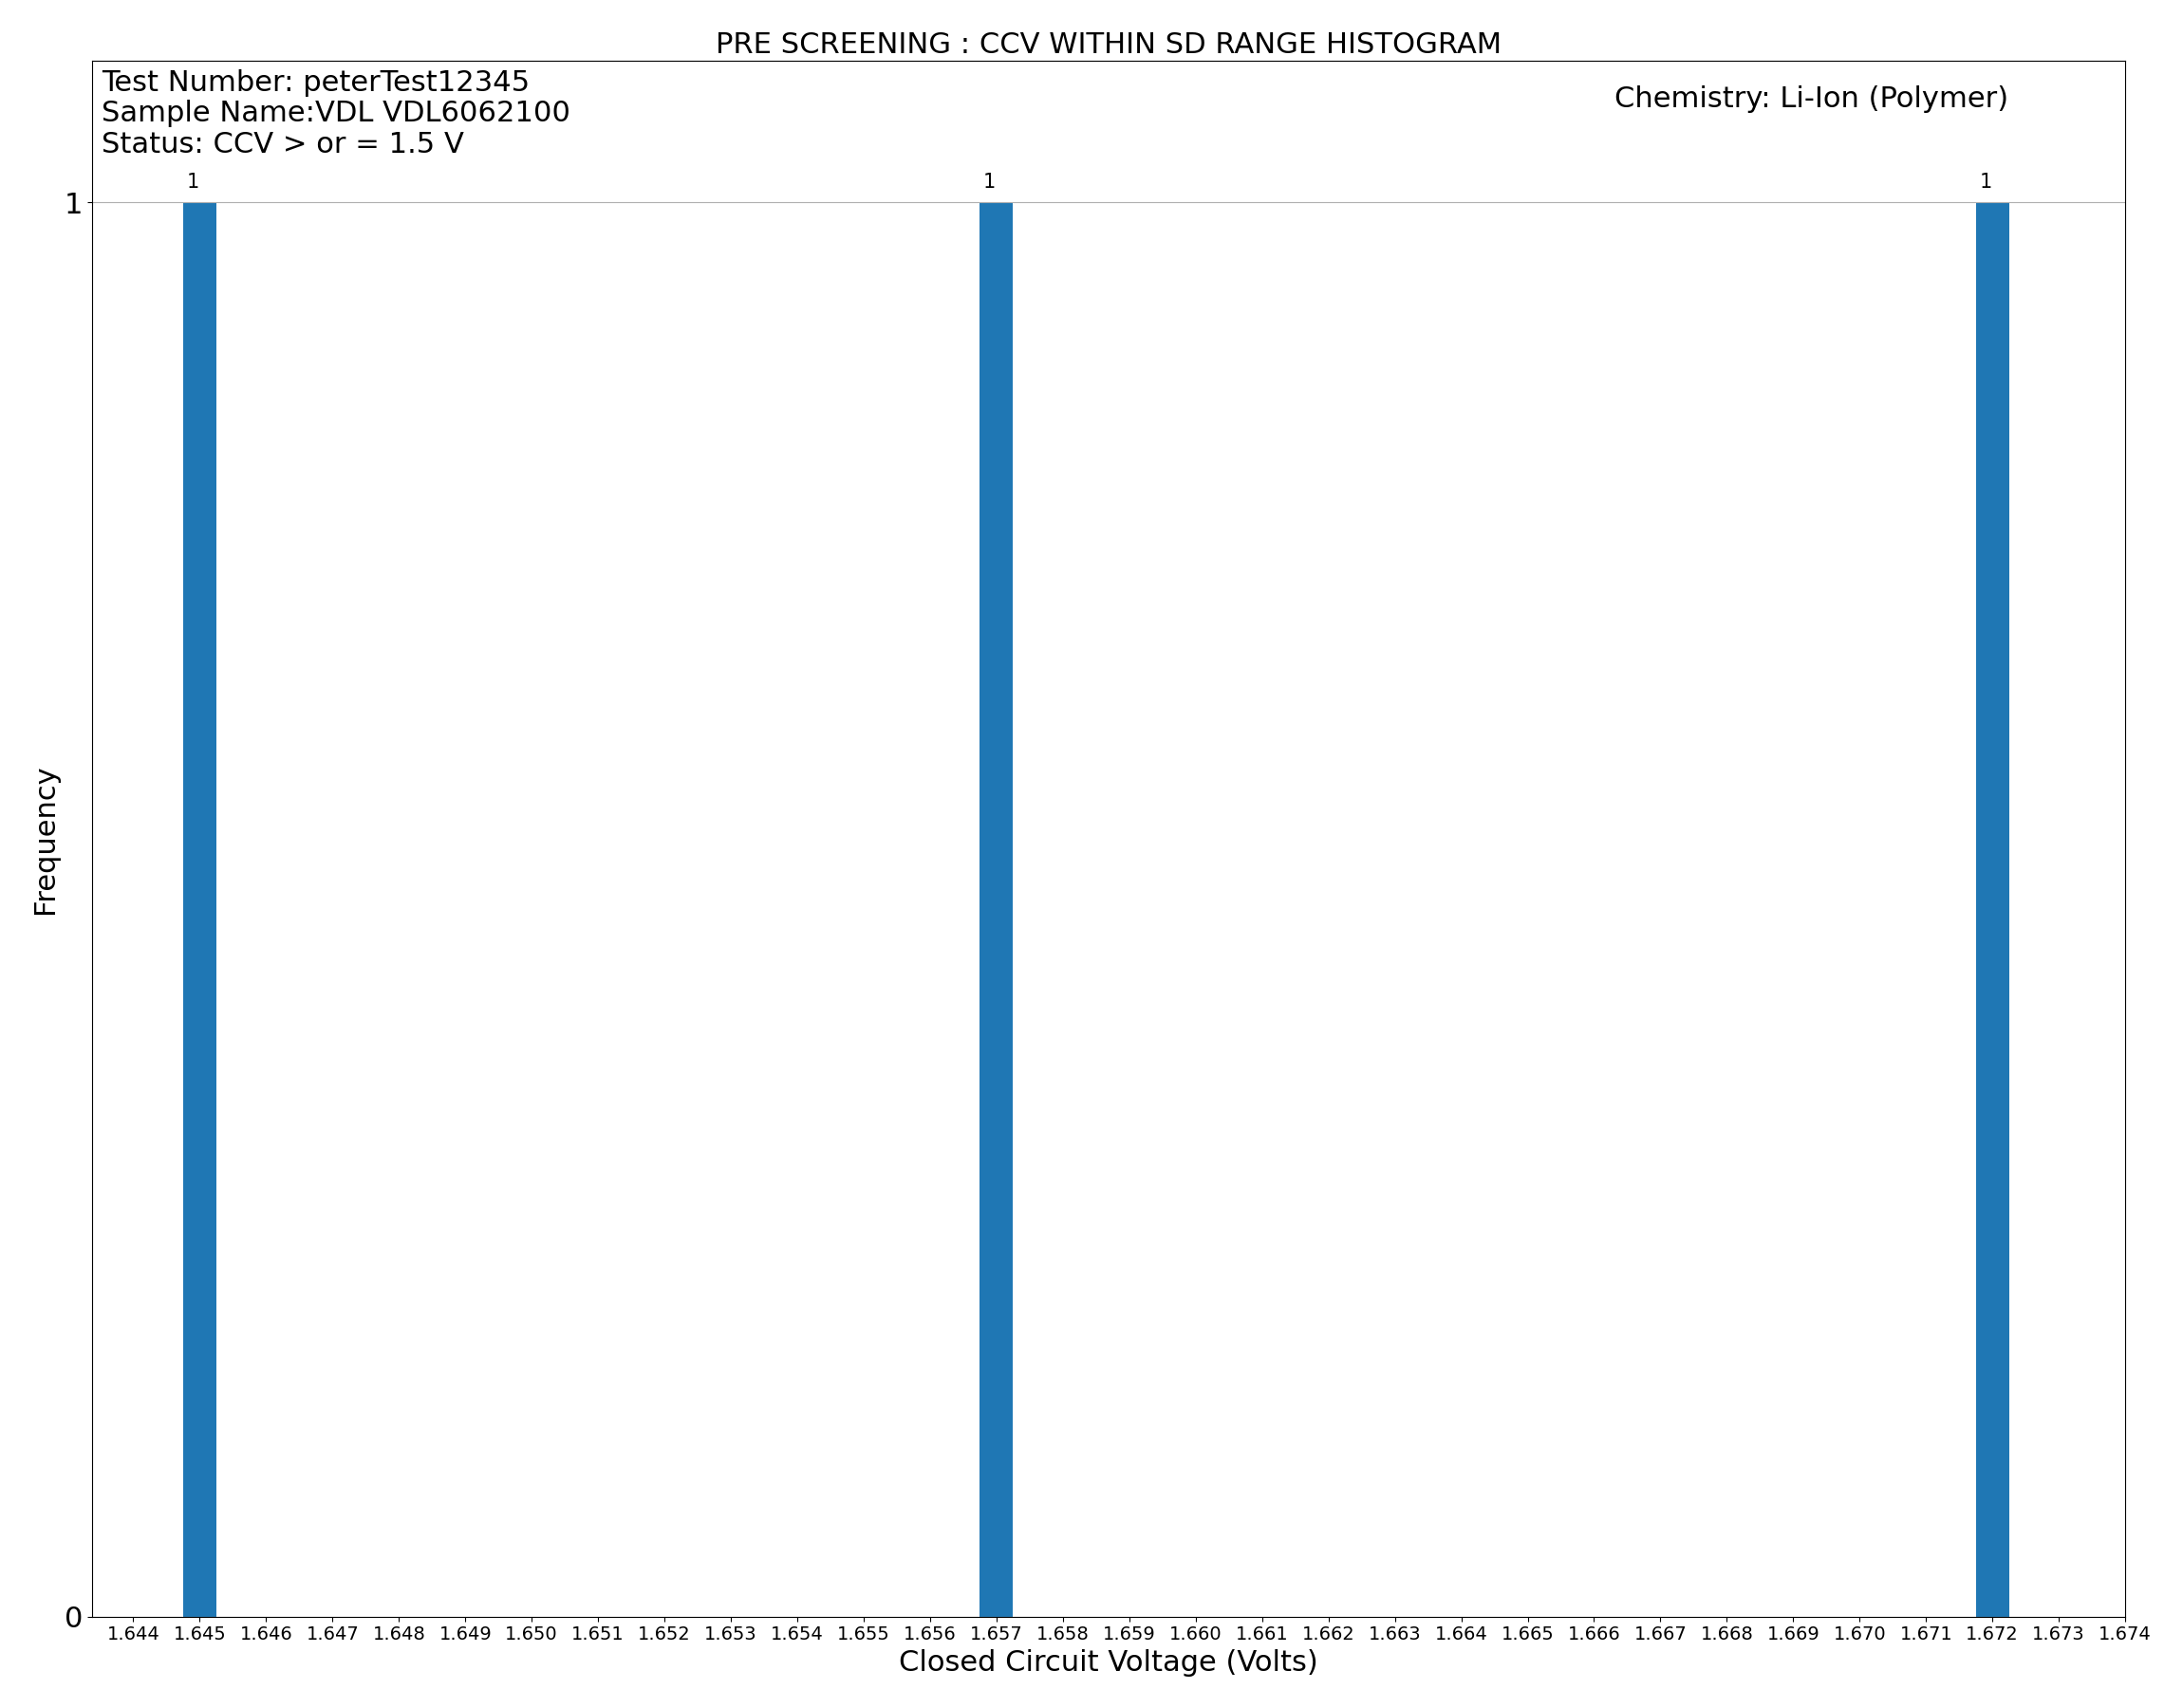 PRE SCREENING : CCV WITHIN SD RANGE HISTOGRAM
Test Number: peterTest12345
Sample Name:VDL VDL6062100
Status: CCV > or = 1.5 V
Chemistry: Li-Ion (Polymer)
1 1 1
1
Frequency
0
1.644 1.645 1.646 1.647 1.648 1.649 1.650 1.651 1.652 1.653 1.654 1.655 1.656 1.657 1.658 1.659 1.660 1.661 1.662 1.663 1.664 1.665 1.666 1.667 1.668 1.669 1.670 1.671 1.672 1.673 1.674
Closed Circuit Voltage (Volts)